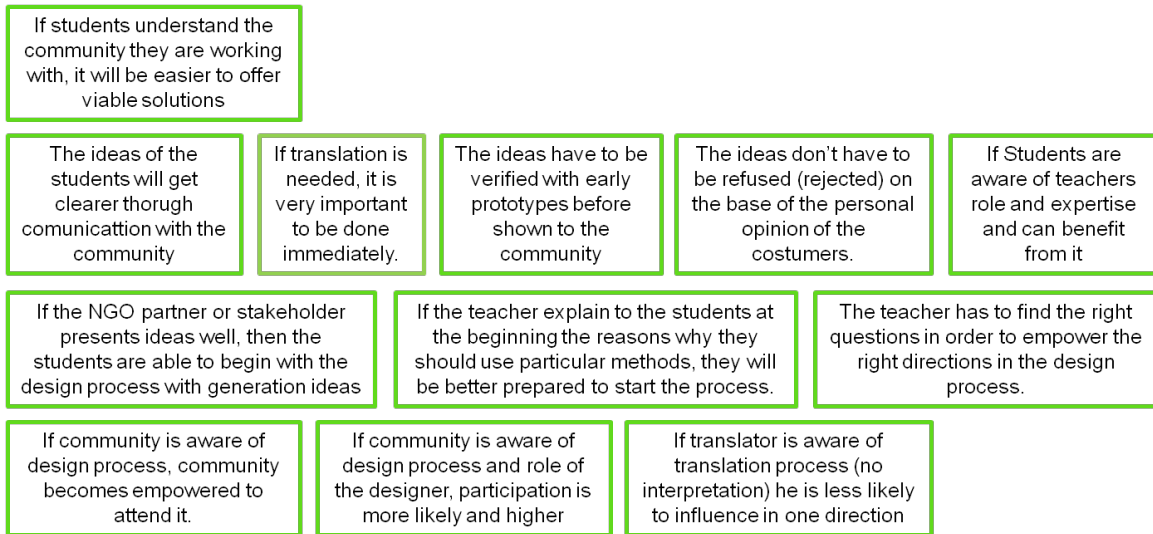 If students understand the
community they are working
with, it will be easier to offer
viable solutions
The ideas of the
students will get
clearer thorugh
comunicattion with the
community
If translation is
needed, it is
very important
to be done
immediately.
The ideas have to be
verified with early
prototypes before
shown to the
community
The ideas don’t have to
be refused (rejected) on
the base of the personal
opinion of the
costumers.
If Students are
aware of teachers
role and expertise
and can benefit
from it
If the NGO partner or stakeholder
presents ideas well, then the
students are able to begin with the
design process with generation ideas
If the teacher explain to the students at
the beginning the reasons why they
should use particular methods, they will
be better prepared to start the process.
The teacher has to find the right
questions in order to empower the
right directions in the design
process.
If community is aware of
design process, community
becomes empowered to
attend it.
If community is aware of
design process and role of
the designer, participation is
more likely and higher
If translator is aware of
translation process (no
interpretation) he is less likely
to influence in one direction